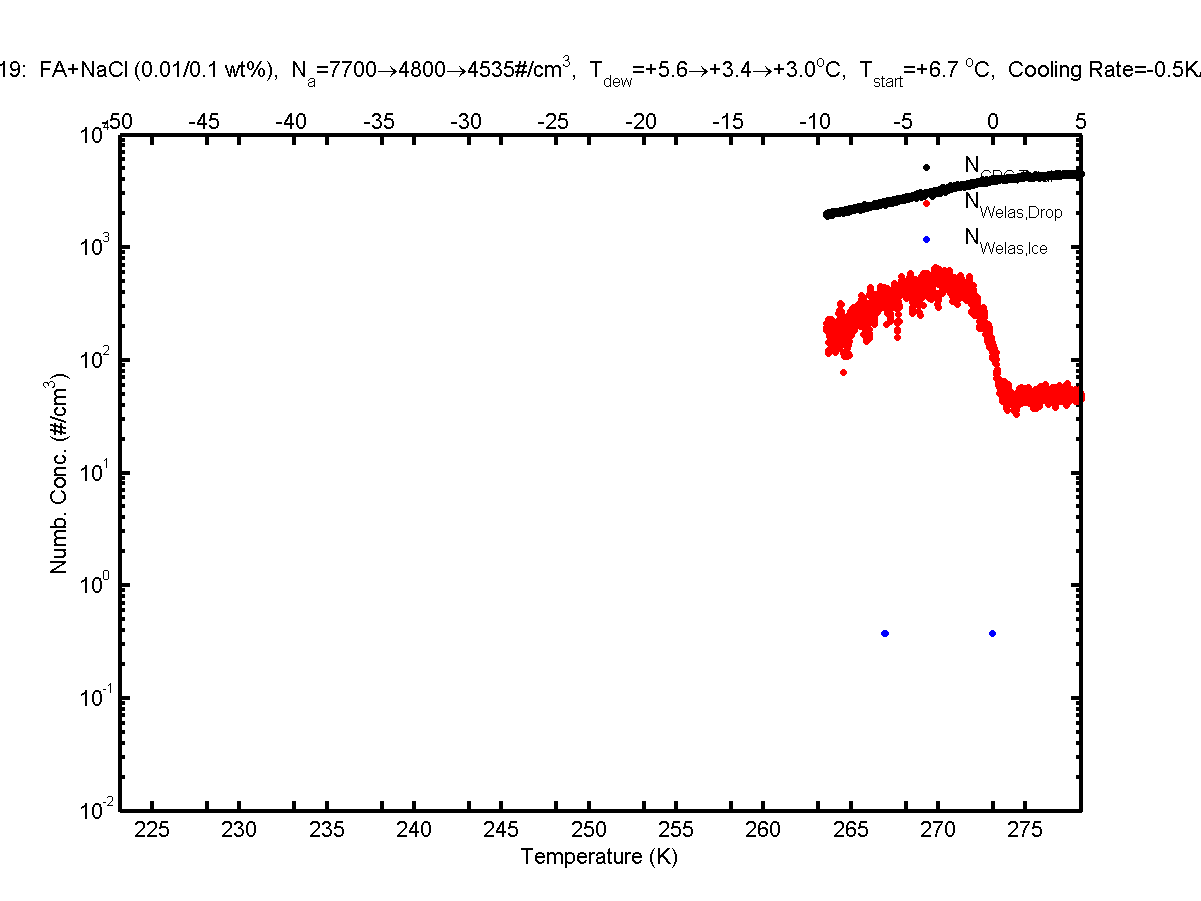 19: FA+NaCl (0.01/0.1 wt%), Na=7700→4800→4535#/cm3, Tdew=+5.6→+3.4→+3.0oC, Tstart=+6.7 oC, Cooling Rate=-0.5K
-50 -45 -40 -35 -30 -25 -20 -15 -10 -5 0 5
104
N
NWelas,Drop
NWelas,Ice
103
102
101
100
10-1
10-2
Numb. Conc. (#/cm3)
225 230 235 240 245 250 255 260 265 270 275
Temperature (K)